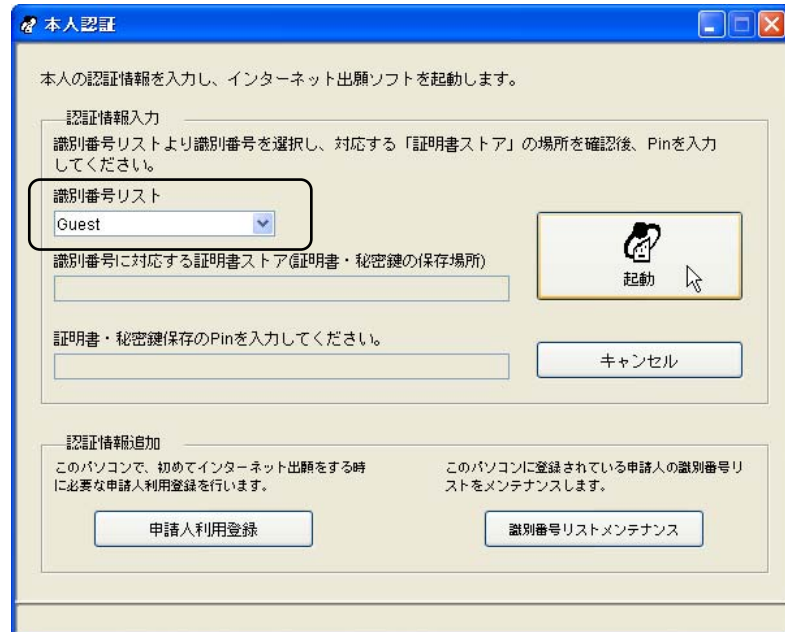 本人認証
本人の認証情報を入力し、インターネット出願ソフトを起動します。
認証情報入力
識別番号リストより識別番号を選択し、対応する「証明書ストア」の場所を確認後、Pinを入力
してください。
識別番号リスト
Guest
識別番号に対応する証明書ストア(証明書・秘密鍵の保存場所)
起動
証明書・秘密鍵保存のPinを入力してください。
キャンセル
認証情報追加
このパソコンで、初めてインターネット出願をする時
に必要な申請人利用登録を行います。
申請人利用登録
このパソコンに登録されている申請人の識別番号リ
ストをメンテナンスします。
識別番号リストメンテナンス